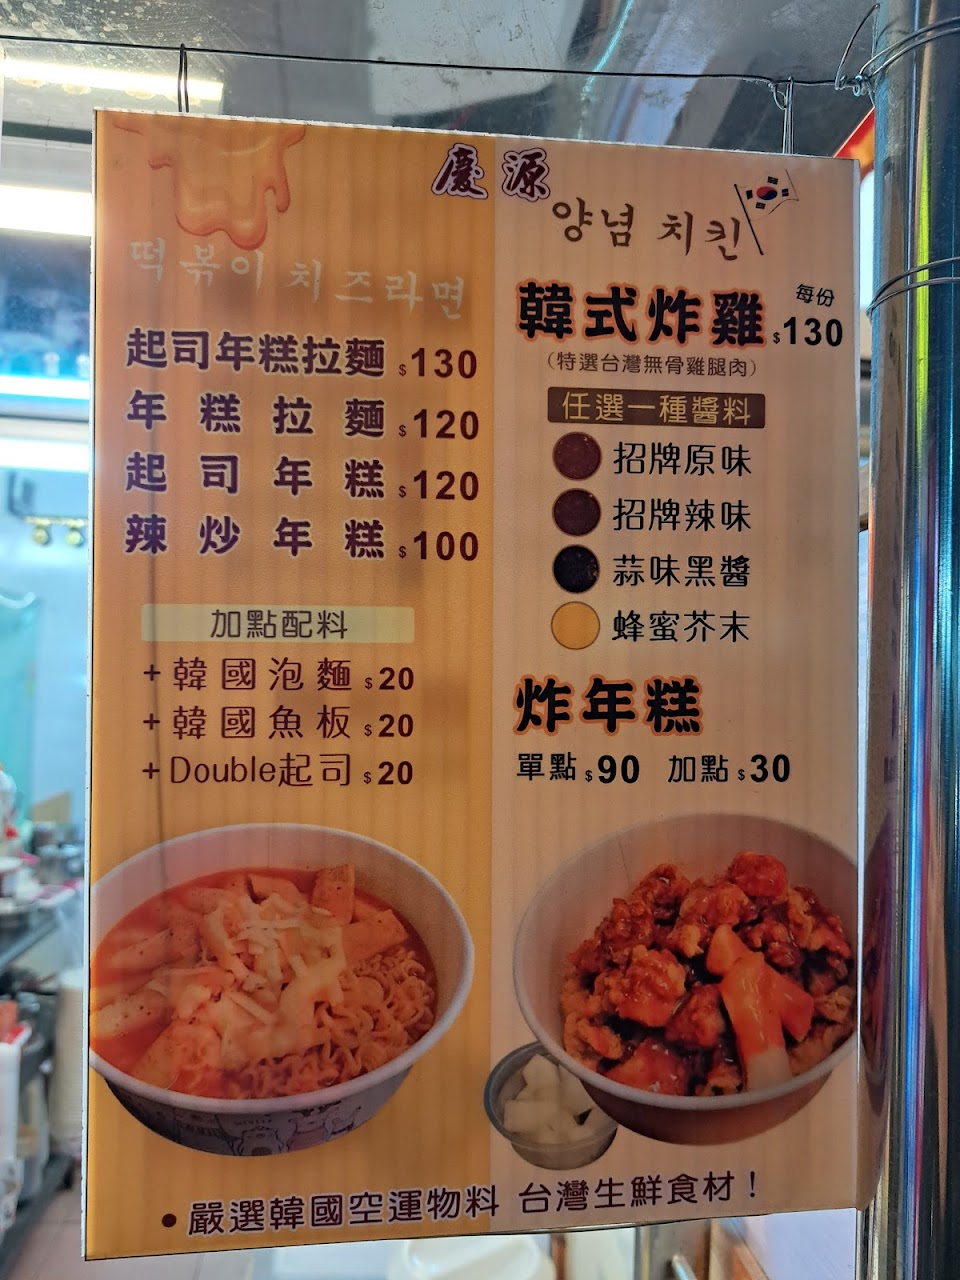 慶源
떡볶이 치즈라면
起司年糕拉麵 $130
年糕拉麵 $120
起司年糕 $120
辣炒年糕 $100
加點配料
+韓國泡麵 $20
+韓國魚板 $20
+Double起司 $20
양념 치킨
韓式炸雞 每份 $130
(特選台灣無骨雞腿肉)
任選一種醬料
招牌原味
招牌辣味
蒜味黑醬
蜂蜜芥末
炸年糕
單點 $90 加點 $30
•嚴選韓國空運物料 台灣生鮮食材！